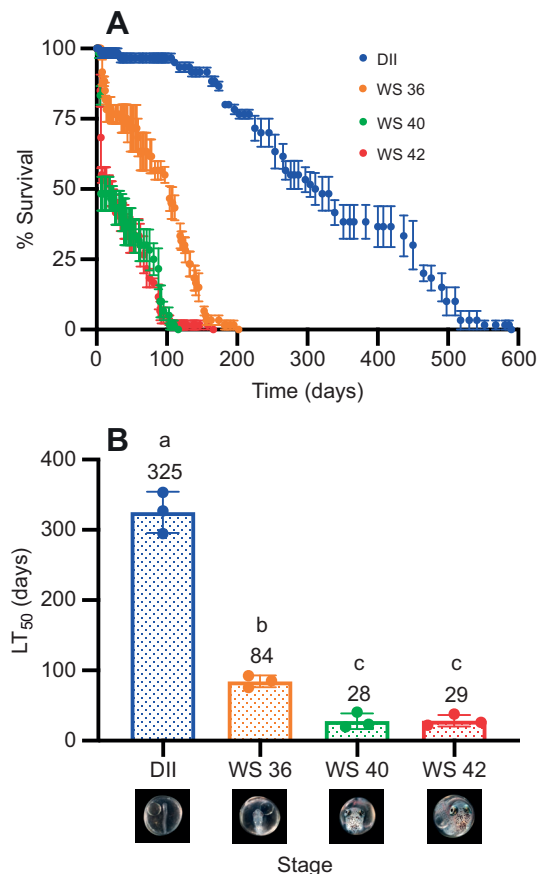 A
100
75
50
25
0
% Survival
DII
WS 36
WS 40
WS 42
0 100 200 300 400 500 600
Time (days)
B
400
300
200
100
0
LT50 (days)
a
325
b
84
c
28
c
29
DII WS 36 WS 40 WS 42
Stage